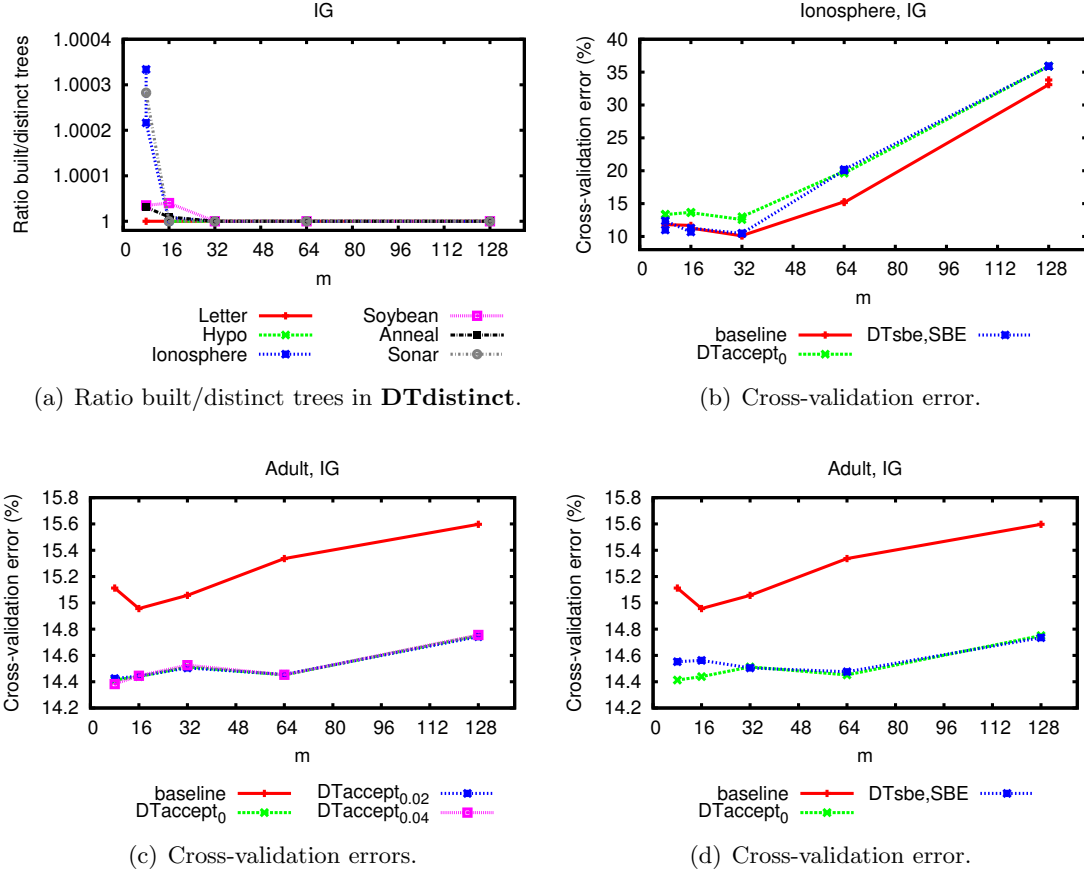 IG
Ratio built/distinct trees
1.0004
1.0003
1.0002
1.0001
1
0 16 32 48 64 80 96 112 128
m
Letter
Hypo
Ionosphere
Soybean
Anneal
Sonar
(a) Ratio built/distinct trees in DTdistinct.
Ionosphere, IG
Cross-validation error (%)
40
35
30
25
20
15
10
0 16 32 48 64 80 96 112 128
m
baseline
DTaccept0
DTsbe,SBE
(b) Cross-validation error.
Adult, IG
Cross-validation error (%)
15.8
15.6
15.4
15.2
15
14.8
14.6
14.4
14.2
0 16 32 48 64 80 96 112 128
m
baseline
DTaccept0
DTaccept0.02
DTaccept0.04
(c) Cross-validation errors.
Adult, IG
Cross-validation error (%)
15.8
15.6
15.4
15.2
15
14.8
14.6
14.4
14.2
0 16 32 48 64 80 96 112 128
m
baseline
DTaccept0
DTsbe,SBE
(d) Cross-validation error.